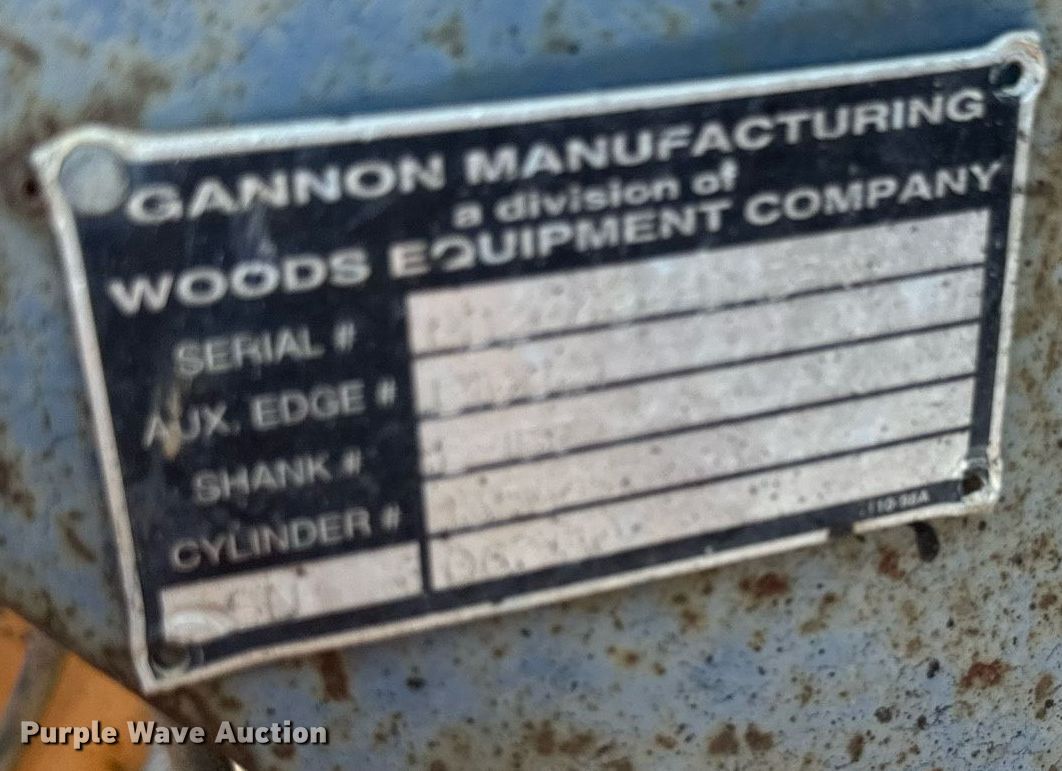 GANNON MANUFACTURING
a division of
WOODS EQUIPMENT COMPANY
SERIAL #
AUX. EDGE #
SHANK #
CYLINDER #
Purple Wave Auction